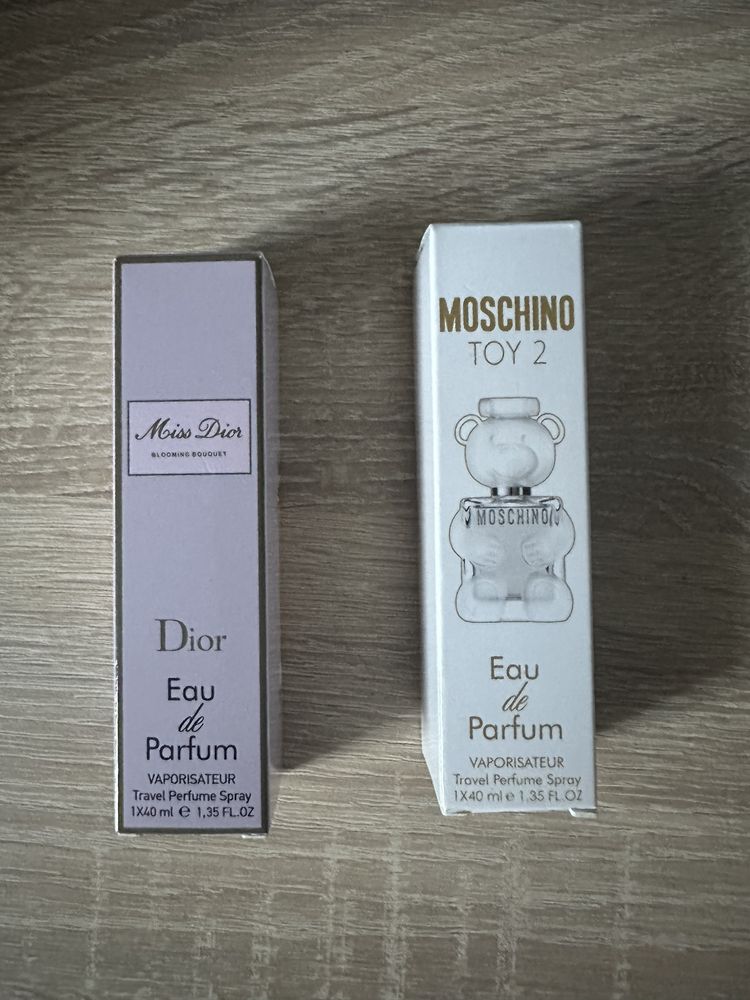 Miss Dior
BLOOMING BOUQUET
Dior
Eau
de
Parfum
VAPORISATEUR
Travel Perfume Spray
1X40 ml ℮ 1,35 FL.OZ
MOSCHINO
TOY 2
MOSCHINO
Eau
de
Parfum
VAPORISATEUR
Travel Perfume Spray
1X40 ml ℮ 1,35 FL.OZ